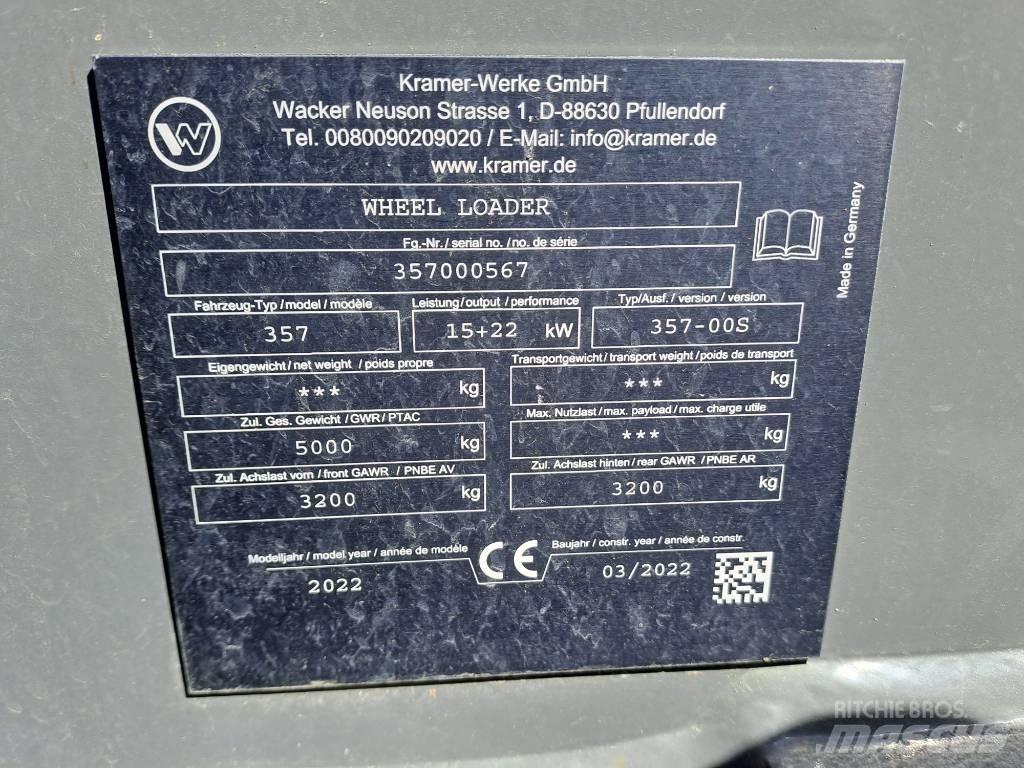 Kramer-Werke GmbH
Wacker Neuson Strasse 1, D-88630 Pfullendorf
Tel. 0080090209020 / E-Mail: info@kramer.de
www.kramer.de
W
WHEEL LOADER
Fg.-Nr./ serial no. / no. de série
357000567
Made in Germany
Fahrzeug-Typ / model / modèle
357
Leistung / output / performance
15+22 kW
Typ/Ausf. / version / version
357-00S
Eigengewicht / net weight / poids propre
*** kg
Transportgewicht / transport weight / poids de transport
*** kg
Zul. Ges. Gewicht / GWR / PTAC
5000 kg
Max. Nutzlast / max. payload / max. charge utile
*** kg
Zul. Achslast vorn / front GAWR / PNBE AV
3200 kg
Zul. Achslast hinten / rear GAWR / PNBE AR
3200 kg
Modelljahr / model year / année de modèle
2022
CE
Baujahr / constr. year / année de constr.
03/2022
RITCHIE BROS.
MASCUS